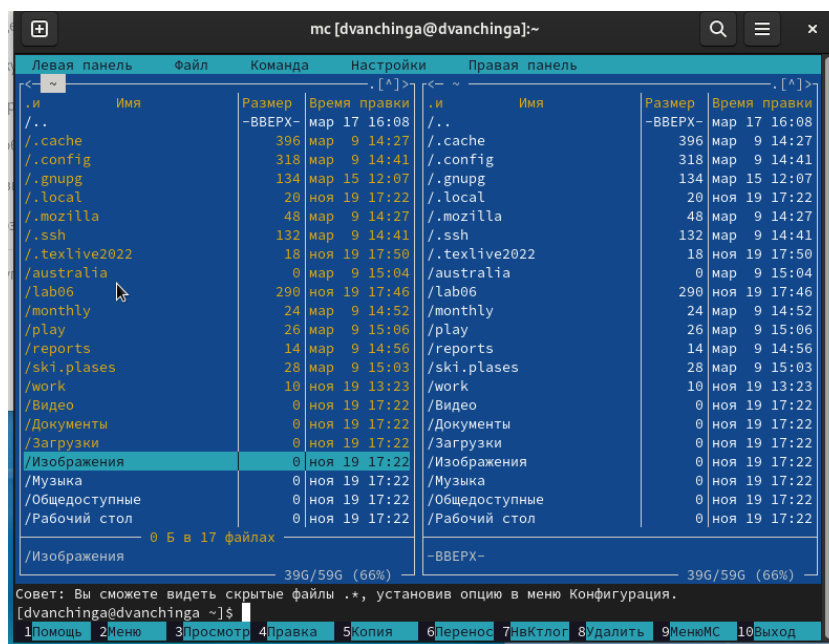 mc [dvanchinga@dvanchinga]:~
Левая панель Файл Команда Настройки Правая панель
<— ~ .[^]> <— ~ .[^]>
.и Имя Размер Время правки .и Имя Размер Время правки
/.. -ВВЕРХ- мар 17 16:08 /.. -ВВЕРХ- мар 17 16:08
/.cache 396 мар 9 14:27 /.cache 396 мар 9 14:27
/.config 318 мар 9 14:41 /.config 318 мар 9 14:41
/.gnupg 134 мар 15 12:07 /.gnupg 134 мар 15 12:07
/.local 20 ноя 19 17:22 /.local 20 ноя 19 17:22
/.mozilla 48 мар 9 14:27 /.mozilla 48 мар 9 14:27
/.ssh 132 мар 9 14:41 /.ssh 132 мар 9 14:41
/.texlive2022 18 ноя 19 17:50 /.texlive2022 18 ноя 19 17:50
/australia 0 мар 9 15:04 /australia 0 мар 9 15:04
/lab06 290 ноя 19 17:46 /lab06 290 ноя 19 17:46
/monthly 24 мар 9 14:52 /monthly 24 мар 9 14:52
/play 26 мар 9 15:06 /play 26 мар 9 15:06
/reports 14 мар 9 14:56 /reports 14 мар 9 14:56
/ski.plases 28 мар 9 15:03 /ski.plases 28 мар 9 15:03
/work 10 ноя 19 13:23 /work 10 ноя 19 13:23
/Видео 0 ноя 19 17:22 /Видео 0 ноя 19 17:22
/Документы 0 ноя 19 17:22 /Документы 0 ноя 19 17:22
/Загрузки 0 ноя 19 17:22 /Загрузки 0 ноя 19 17:22
/Изображения 0 ноя 19 17:22 /Изображения 0 ноя 19 17:22
/Музыка 0 ноя 19 17:22 /Музыка 0 ноя 19 17:22
/Общедоступные 0 ноя 19 17:22 /Общедоступные 0 ноя 19 17:22
/Рабочий стол 0 ноя 19 17:22 /Рабочий стол 0 ноя 19 17:22
0 Б в 17 файлах
/Изображения -ВВЕРХ-
39G/59G (66%) 39G/59G (66%)
Совет: Вы сможете видеть скрытые файлы .*, установив опцию в меню Конфигурация.
[dvanchinga@dvanchinga ~]$
1Помощь 2Меню 3Просмотр 4Правка 5Копия 6Перенос 7НвКтлог 8Удалить 9МенюMC 10Выход